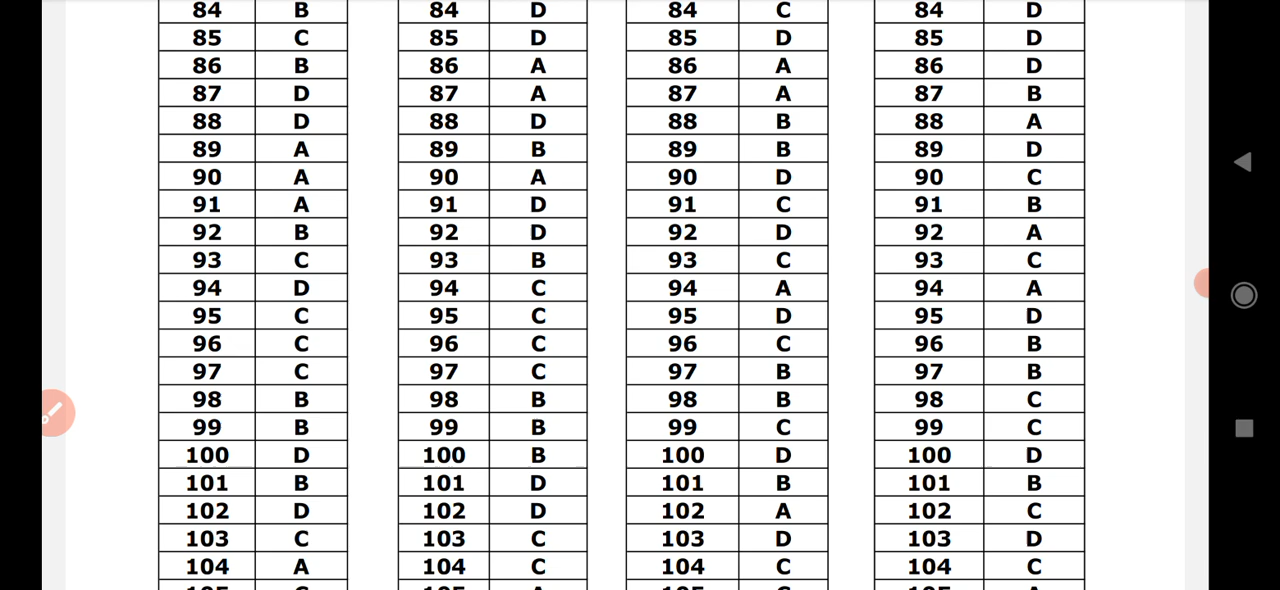 84 B 84 D 84 C 84 D
85 C 85 D 85 D 85 D
86 B 86 A 86 A 86 D
87 D 87 A 87 A 87 B
88 D 88 D 88 B 88 A
89 A 89 B 89 B 89 D
90 A 90 A 90 D 90 C
91 A 91 D 91 C 91 B
92 B 92 D 92 D 92 A
93 C 93 B 93 C 93 C
94 D 94 C 94 A 94 A
95 C 95 C 95 D 95 D
96 C 96 C 96 C 96 B
97 C 97 C 97 B 97 B
98 B 98 B 98 B 98 C
99 B 99 B 99 C 99 C
100 D 100 B 100 D 100 D
101 B 101 D 101 B 101 B
102 D 102 D 102 A 102 C
103 C 103 C 103 D 103 D
104 A 104 C 104 C 104 C